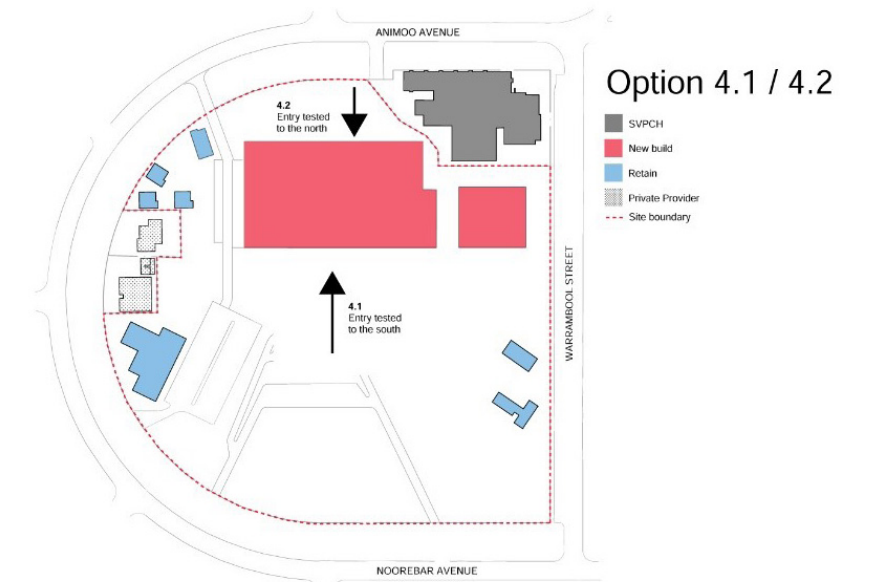 ANIMOO AVENUE
Option 4.1 / 4.2
SVPCH
New build
Retain
Private Provider
Site boundary
4.2
Entry tested
to the north
4.1
Entry tested
to the south
WARRAMBOOL STREET
NOOREBAR AVENUE